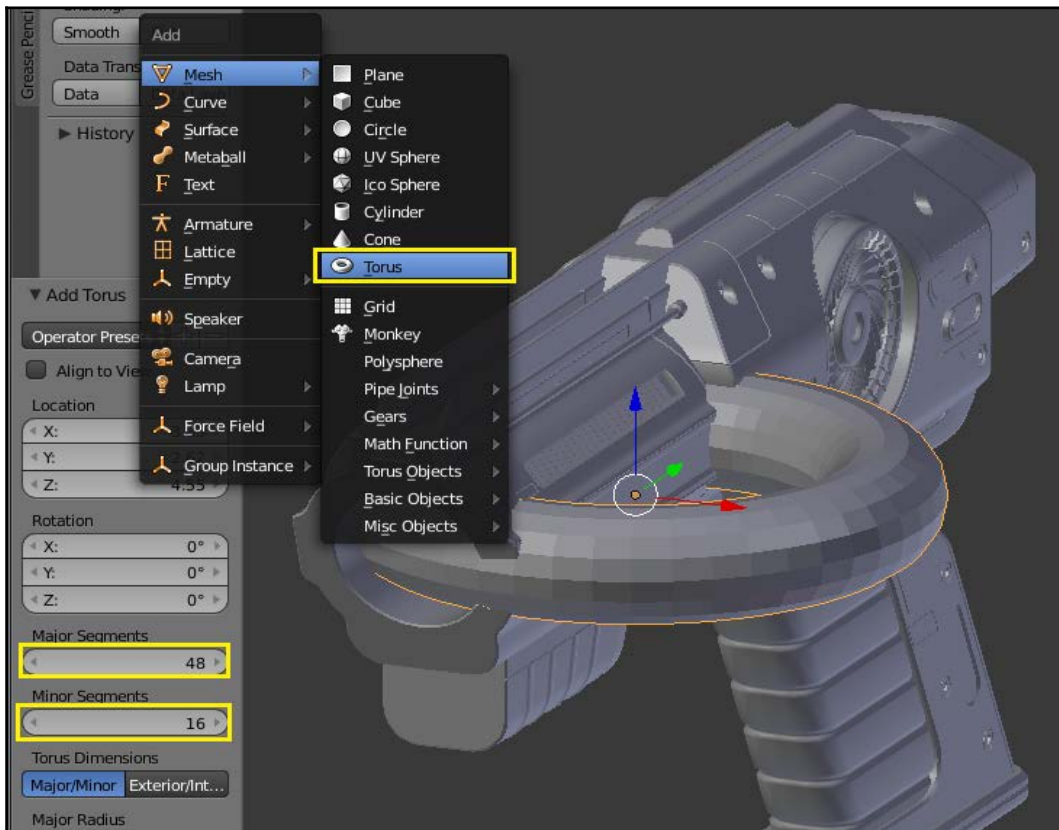 Grease Penci
Smooth
Data Trans
Data
History
Add
Mesh
Curve
Surface
Metaball
Text
Armature
Lattice
Empty
Speaker
Camera
Lamp
Force Field
Group Instance
Plane
Cube
Circle
UV Sphere
Ico Sphere
Cylinder
Cone
Torus
Grid
Monkey
Polysphere
Pipe Joints
Gears
Math Function
Torus Objects
Basic Objects
Misc Objects
Add Torus
Operator Prese
Align to Vie
Location
X:
Y:
Z: 4.55
Rotation
X: 0°
Y: 0°
Z: 0°
Major Segments
48
Minor Segments
16
Torus Dimensions
Major/Minor Exterior/Int...
Major Radius